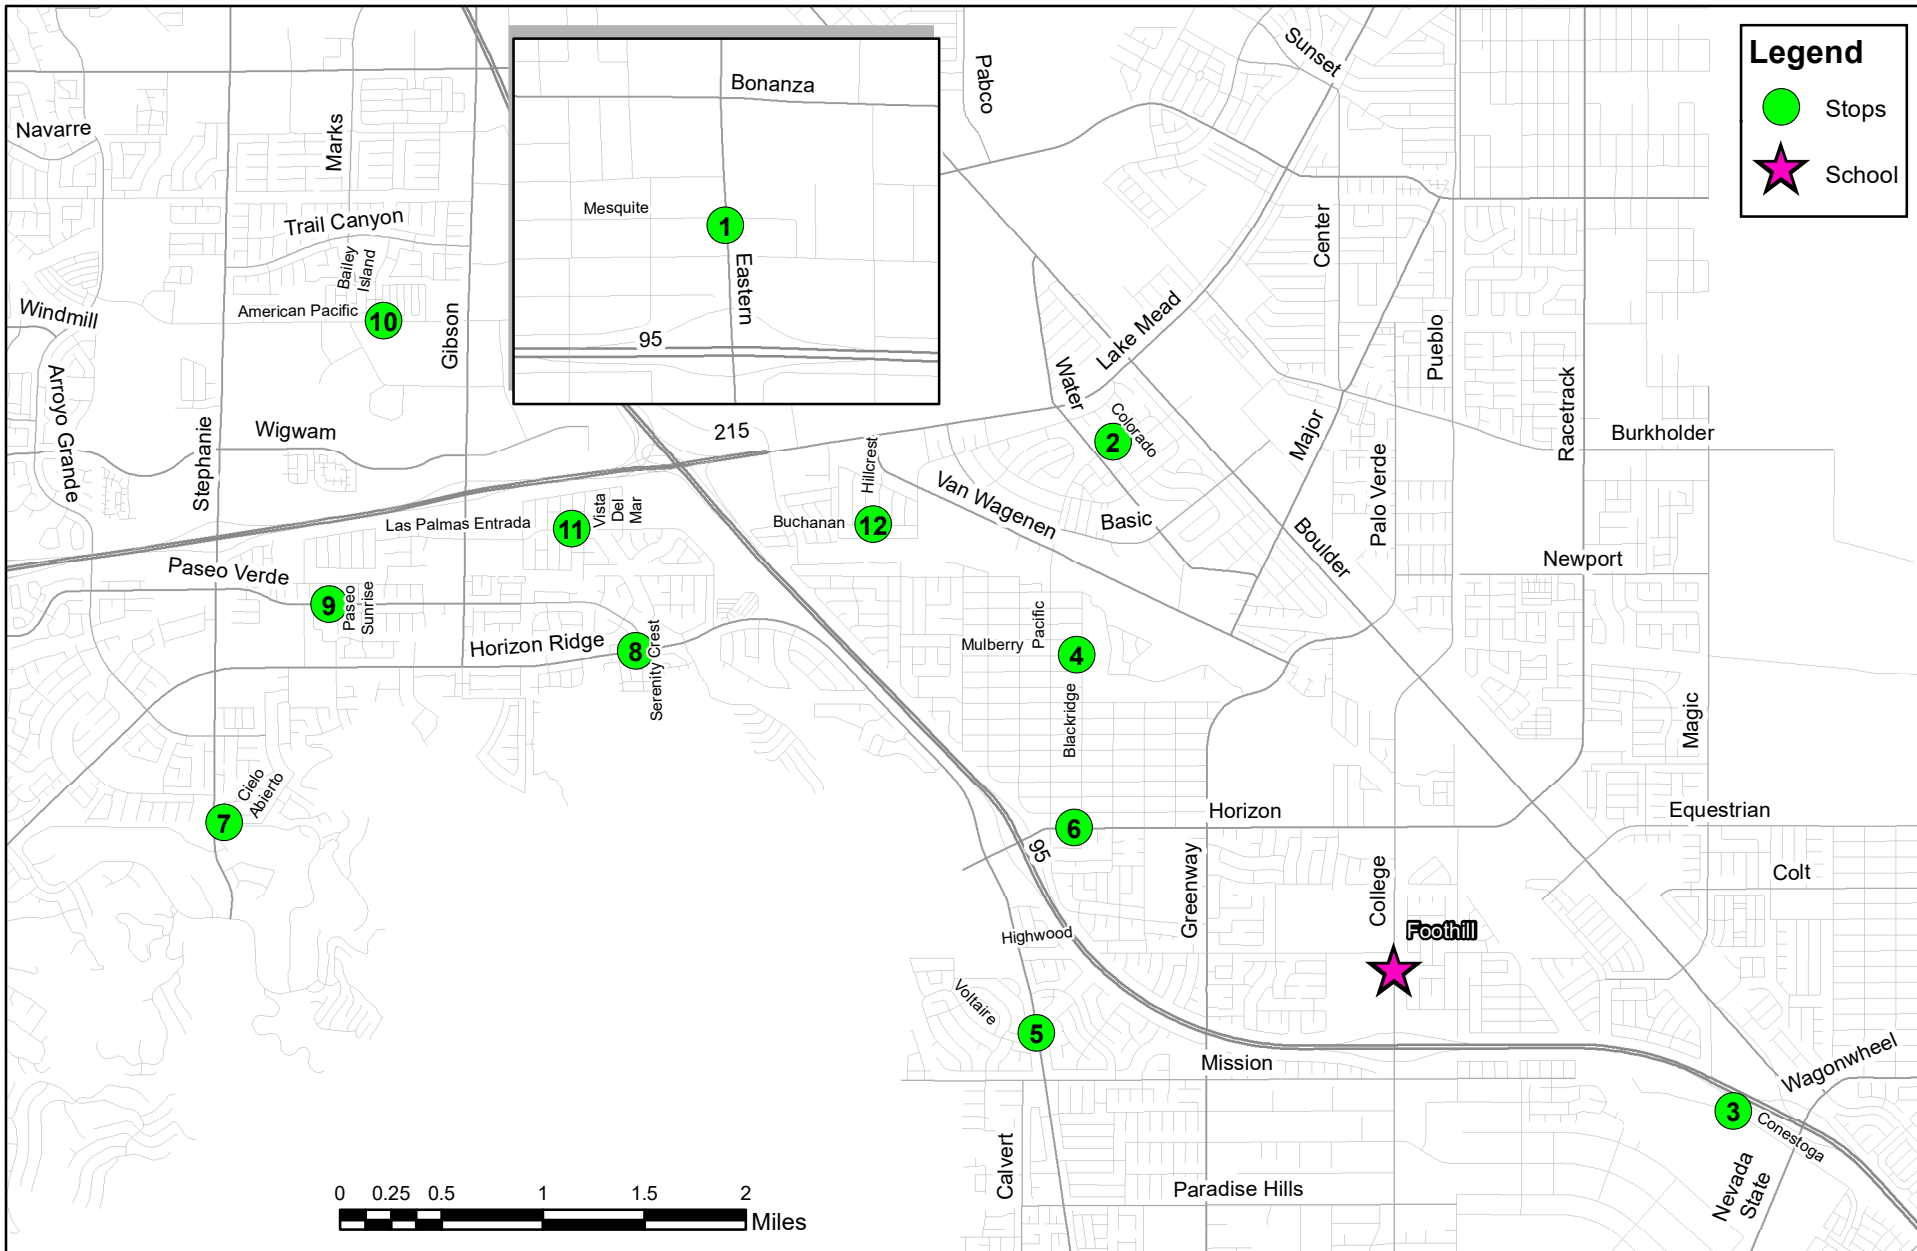 Legend
Stops
School
Bonanza
Mesquite
1
Eastern
95
Sunset
Pabco
Navarre
Marks
Trail Canyon
Bailey
Island
American Pacific
10
Windmill
Gibson
Center
Lake Mead
Water
Pueblo
Arroyo Grande
Stephanie
Wigwam
215
Hillcrest
Colorado
2
Major
Racetrack
Burkholder
Palo Verde
Van Wagenen
Basic
Las Palmas Entrada
11
Vista
Del
Mar
Buchanan
12
Boulder
Newport
Paseo Verde
9
Paseo
Sunrise
Horizon Ridge
8
Serenity Crest
Mulberry
Pacific
4
Blackridge
Magic
Cielo
Abierto
7
6
Horizon
Equestrian
95
Greenway
College
Colt
Highwood
Foothill
Voltaire
5
Mission
Wagonwheel
3
Conestoga
Calvert
Paradise Hills
Nevada
State
0 0.25 0.5 1 1.5 2
Miles